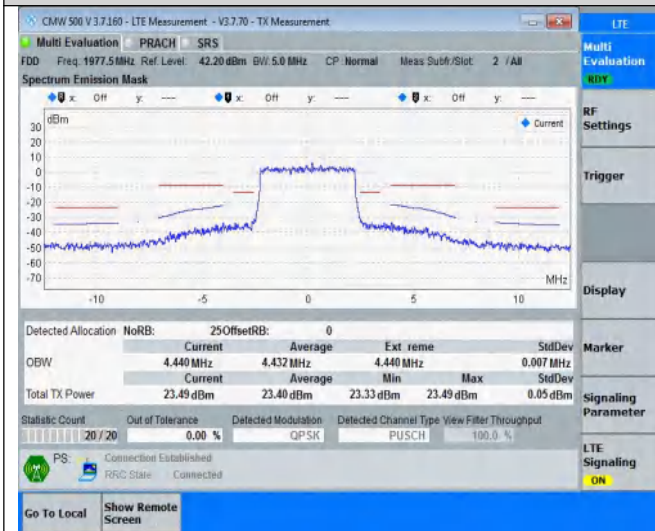 CMW 500 V 3.7.160 - LTE Measurement - V3.7.70 - TX Measurement
LTE
Multi Evaluation PRACH SRS
Multi Evaluation
RDY
FDD Freq: 1977.5 MHz Ref. Level: 42.20 dBm BW: 5.0 MHz CP: Normal Meas Subfr./Slot: 2 / All
Spectrum Emission Mask
x: Off y: --- x: Off y: --- x: Off y: ---
dBm
Current
30
20
10
0
-10
-20
-30
-40
-50
-60
-70
MHz
-10 -5 0 5 10
RF Settings
Trigger
Display
Marker
Signaling Parameter
LTE Signaling
ON
Detected Allocation NoRB: 25 OffsetRB: 0
Current Average Ext reme StdDev
OBW 4.440 MHz 4.432 MHz 4.440 MHz 0.007 MHz
Current Average Min Max StdDev
Total TX Power 23.49 dBm 23.40 dBm 23.33 dBm 23.49 dBm 0.05 dBm
Statistic Count Out of Tolerance Detected Modulation Detected Channel Type View Filter Throughput
20 / 20 0.00 % QPSK PUSCH 100.0 %
PS: Connection Established
RRC State: Connected
Go To Local
Show Remote Screen